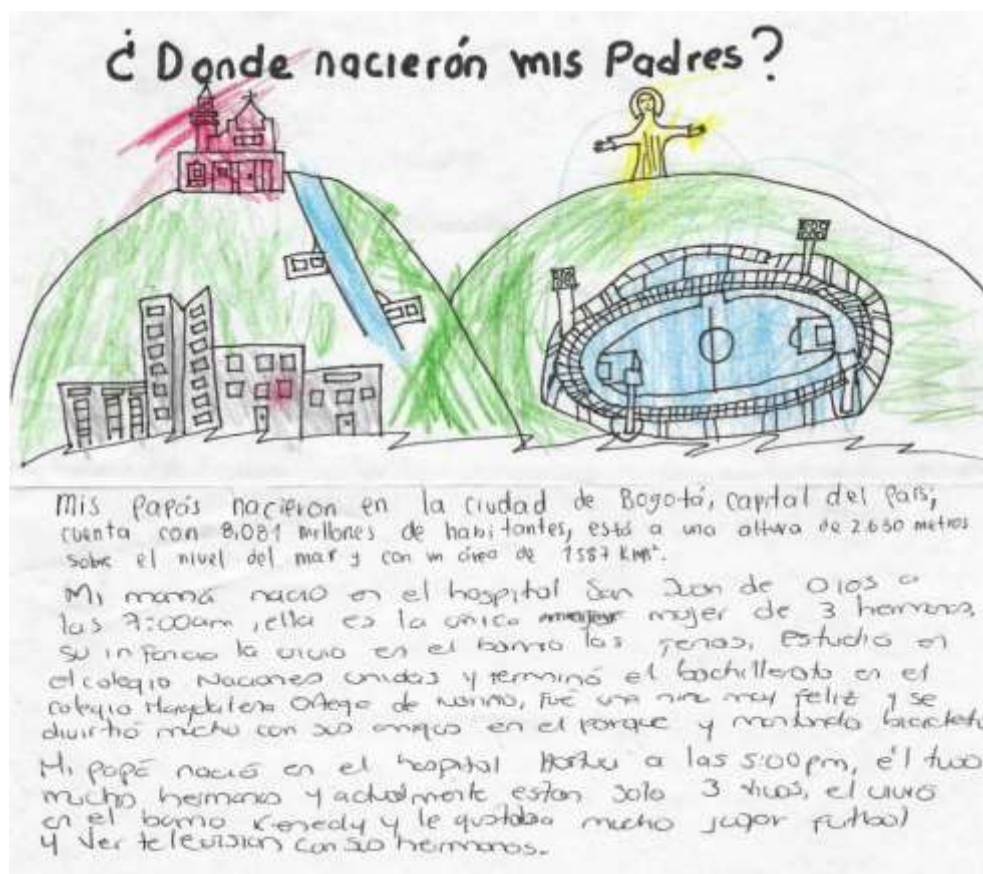 ¿Donde nacierón mis Padres?
Mis papás nacieron en la ciudad de Bogotá, capital del País,
cuenta con 8,081 millones de habitantes, está a una altura de 2.630 metros
sobre el nivel del mar y con un área de 1587 Km².
Mi mamá nació en el hospital San Juan de Dios a
las 7:00am, ella es la única mujer de 3 hermanos,
su infancia la vivio en el barrio las ferias, Estudió en
el colegio Naciones unidas y terminó el bachillerato en el
colegio Magdalena Ortega de Nariño, fué una niña muy feliz y se
divirtió mucho con sus amigos en el parque y montando bicicleta
Mi papá nació en el hospital a las 5:00pm, él tuvo
mucho hermanos y actualmente estan solo 3 vivos, el vivió
en el barrio Kenedy y le gustaba mucho jugar futbol
y Ver television con sus hermanos.